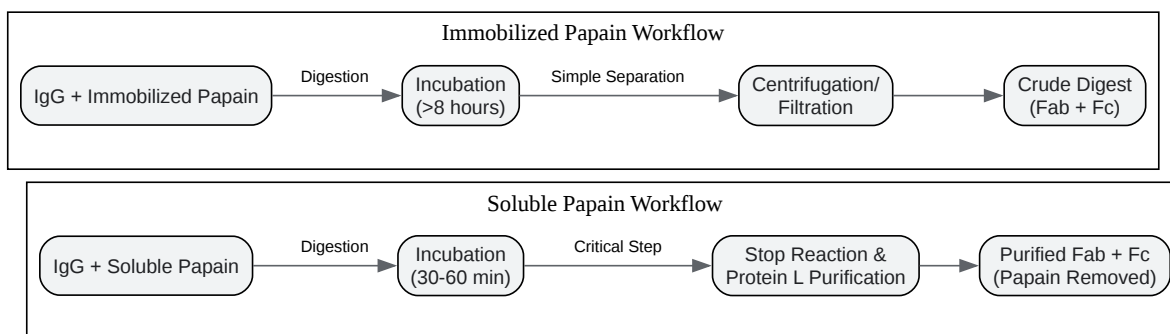 Immobilized Papain Workflow
IgG + Immobilized Papain
Digestion
Incubation
(>8 hours)
Simple Separation
Centrifugation/
Filtration
Crude Digest
(Fab + Fc)
Soluble Papain Workflow
IgG + Soluble Papain
Digestion
Incubation
(30-60 min)
Critical Step
Stop Reaction &
Protein L Purification
Purified Fab + Fc
(Papain Removed)